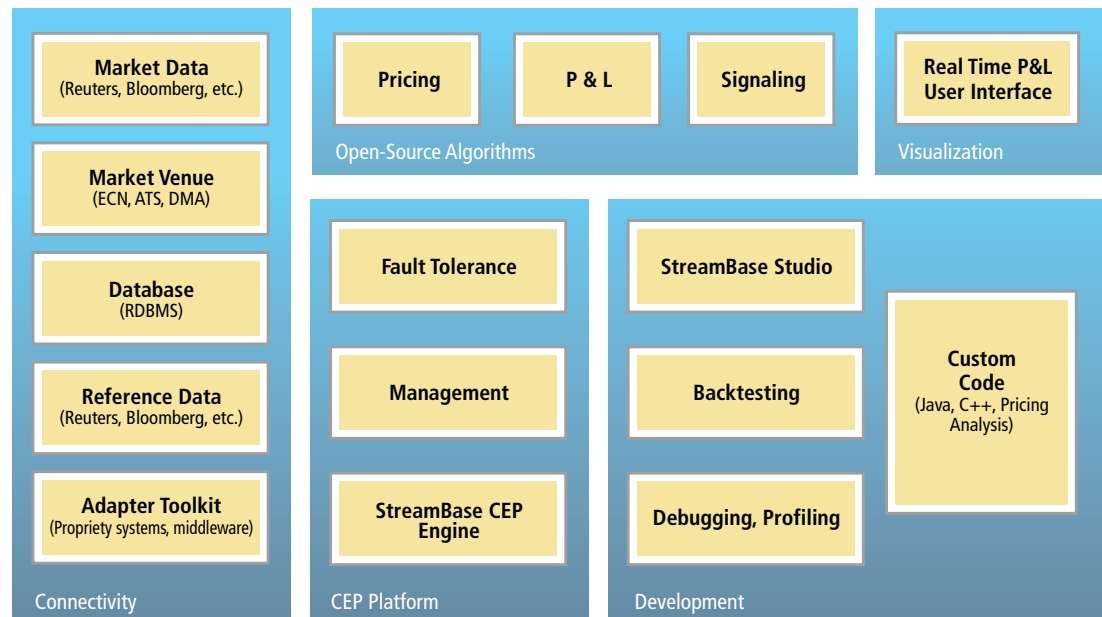 Market Data
(Reuters, Bloomberg, etc.)
Market Venue
(ECN, ATS, DMA)
Database
(RDBMS)
Reference Data
(Reuters, Bloomberg, etc.)
Adapter Toolkit
(Propriety systems, middleware)
Connectivity
Pricing
P & L
Signaling
Open-Source Algorithms
Real Time P&L
User Interface
Visualization
Fault Tolerance
Management
StreamBase CEP
Engine
CEP Platform
StreamBase Studio
Backtesting
Debugging, Profiling
Custom
Code
(Java, C++, Pricing
Analysis)
Development